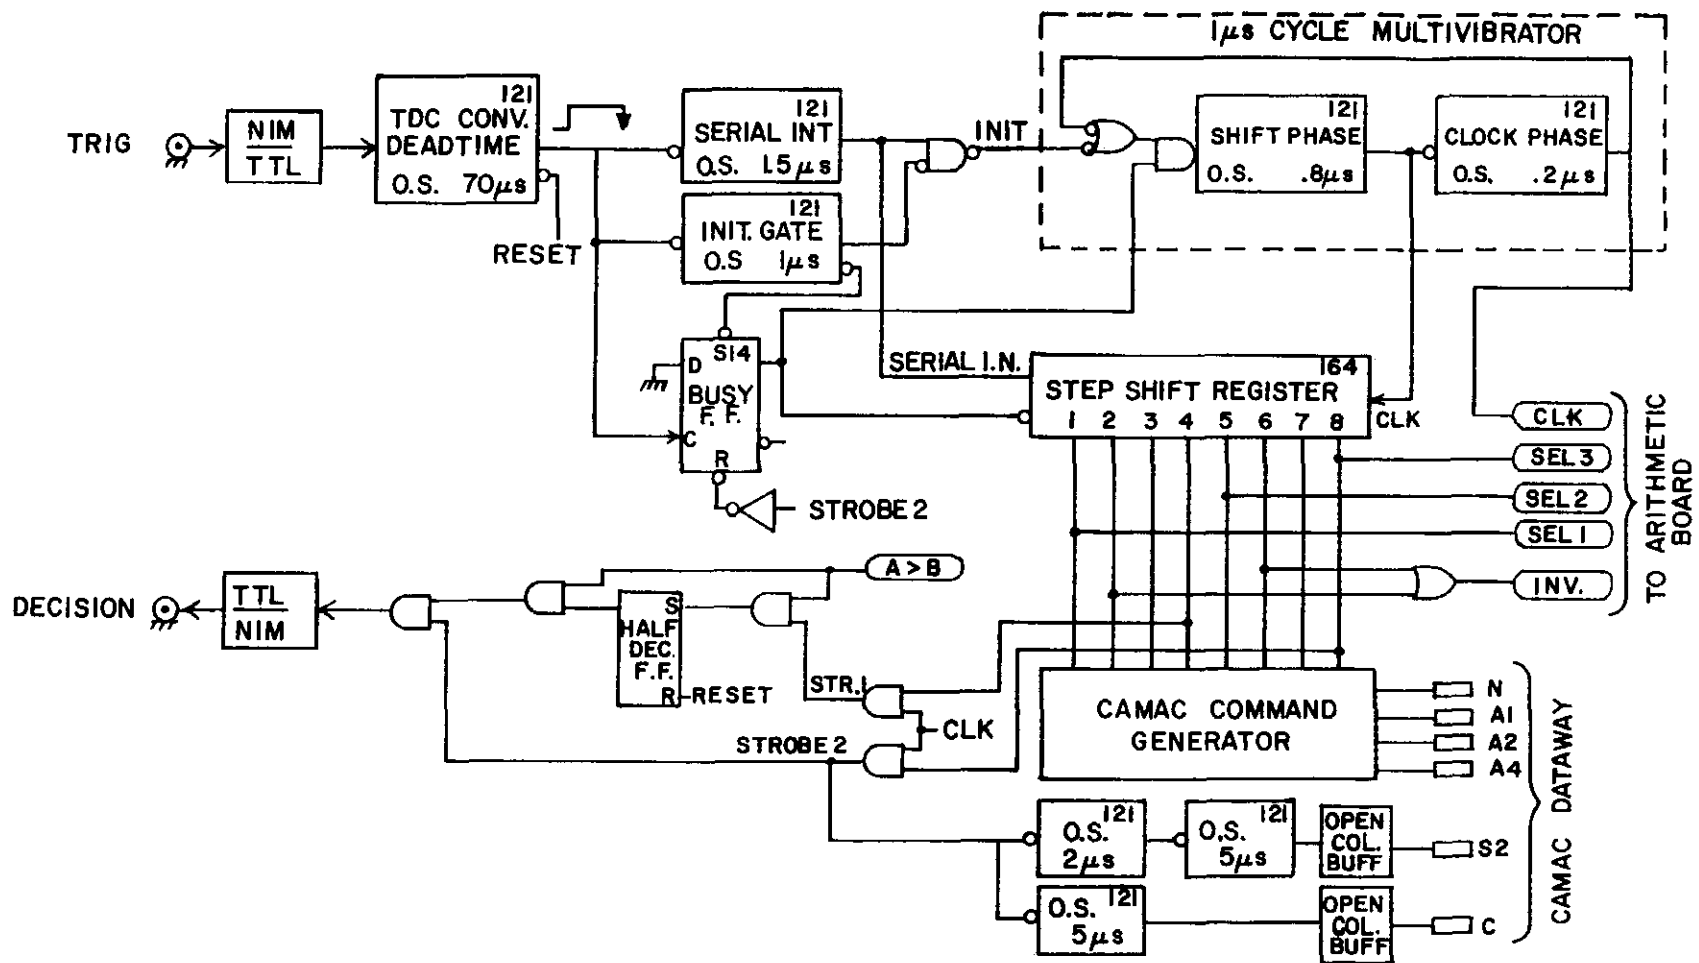 1μs CYCLE MULTIVIBRATOR
TRIG
NIM
TTL
121
TDC CONV.
DEADTIME
O.S. 70μs
RESET
121
SERIAL INT
O.S. 1.5μs
121
INIT. GATE
O.S 1μs
INIT
121
SHIFT PHASE
O.S. .8μs
121
CLOCK PHASE
O.S. .2μs
S14
D
BUSY
F. F.
C
R
STROBE 2
SERIAL I.N.
164
STEP SHIFT REGISTER
1 2 3 4 5 6 7 8
CLK
CLK
SEL 3
SEL 2
SEL 1
INV.
TO ARITHMETIC
BOARD
DECISION
TTL
NIM
A > B
S
HALF
DEC.
F.F.
R
RESET
STR.1
CLK
STROBE 2
CAMAC COMMAND
GENERATOR
N
A1
A2
A4
121
O.S.
2μs
121
O.S.
5μs
OPEN
COL.
BUFF
S2
121
O.S.
5μs
OPEN
COL.
BUFF
C
CAMAC DATAWAY